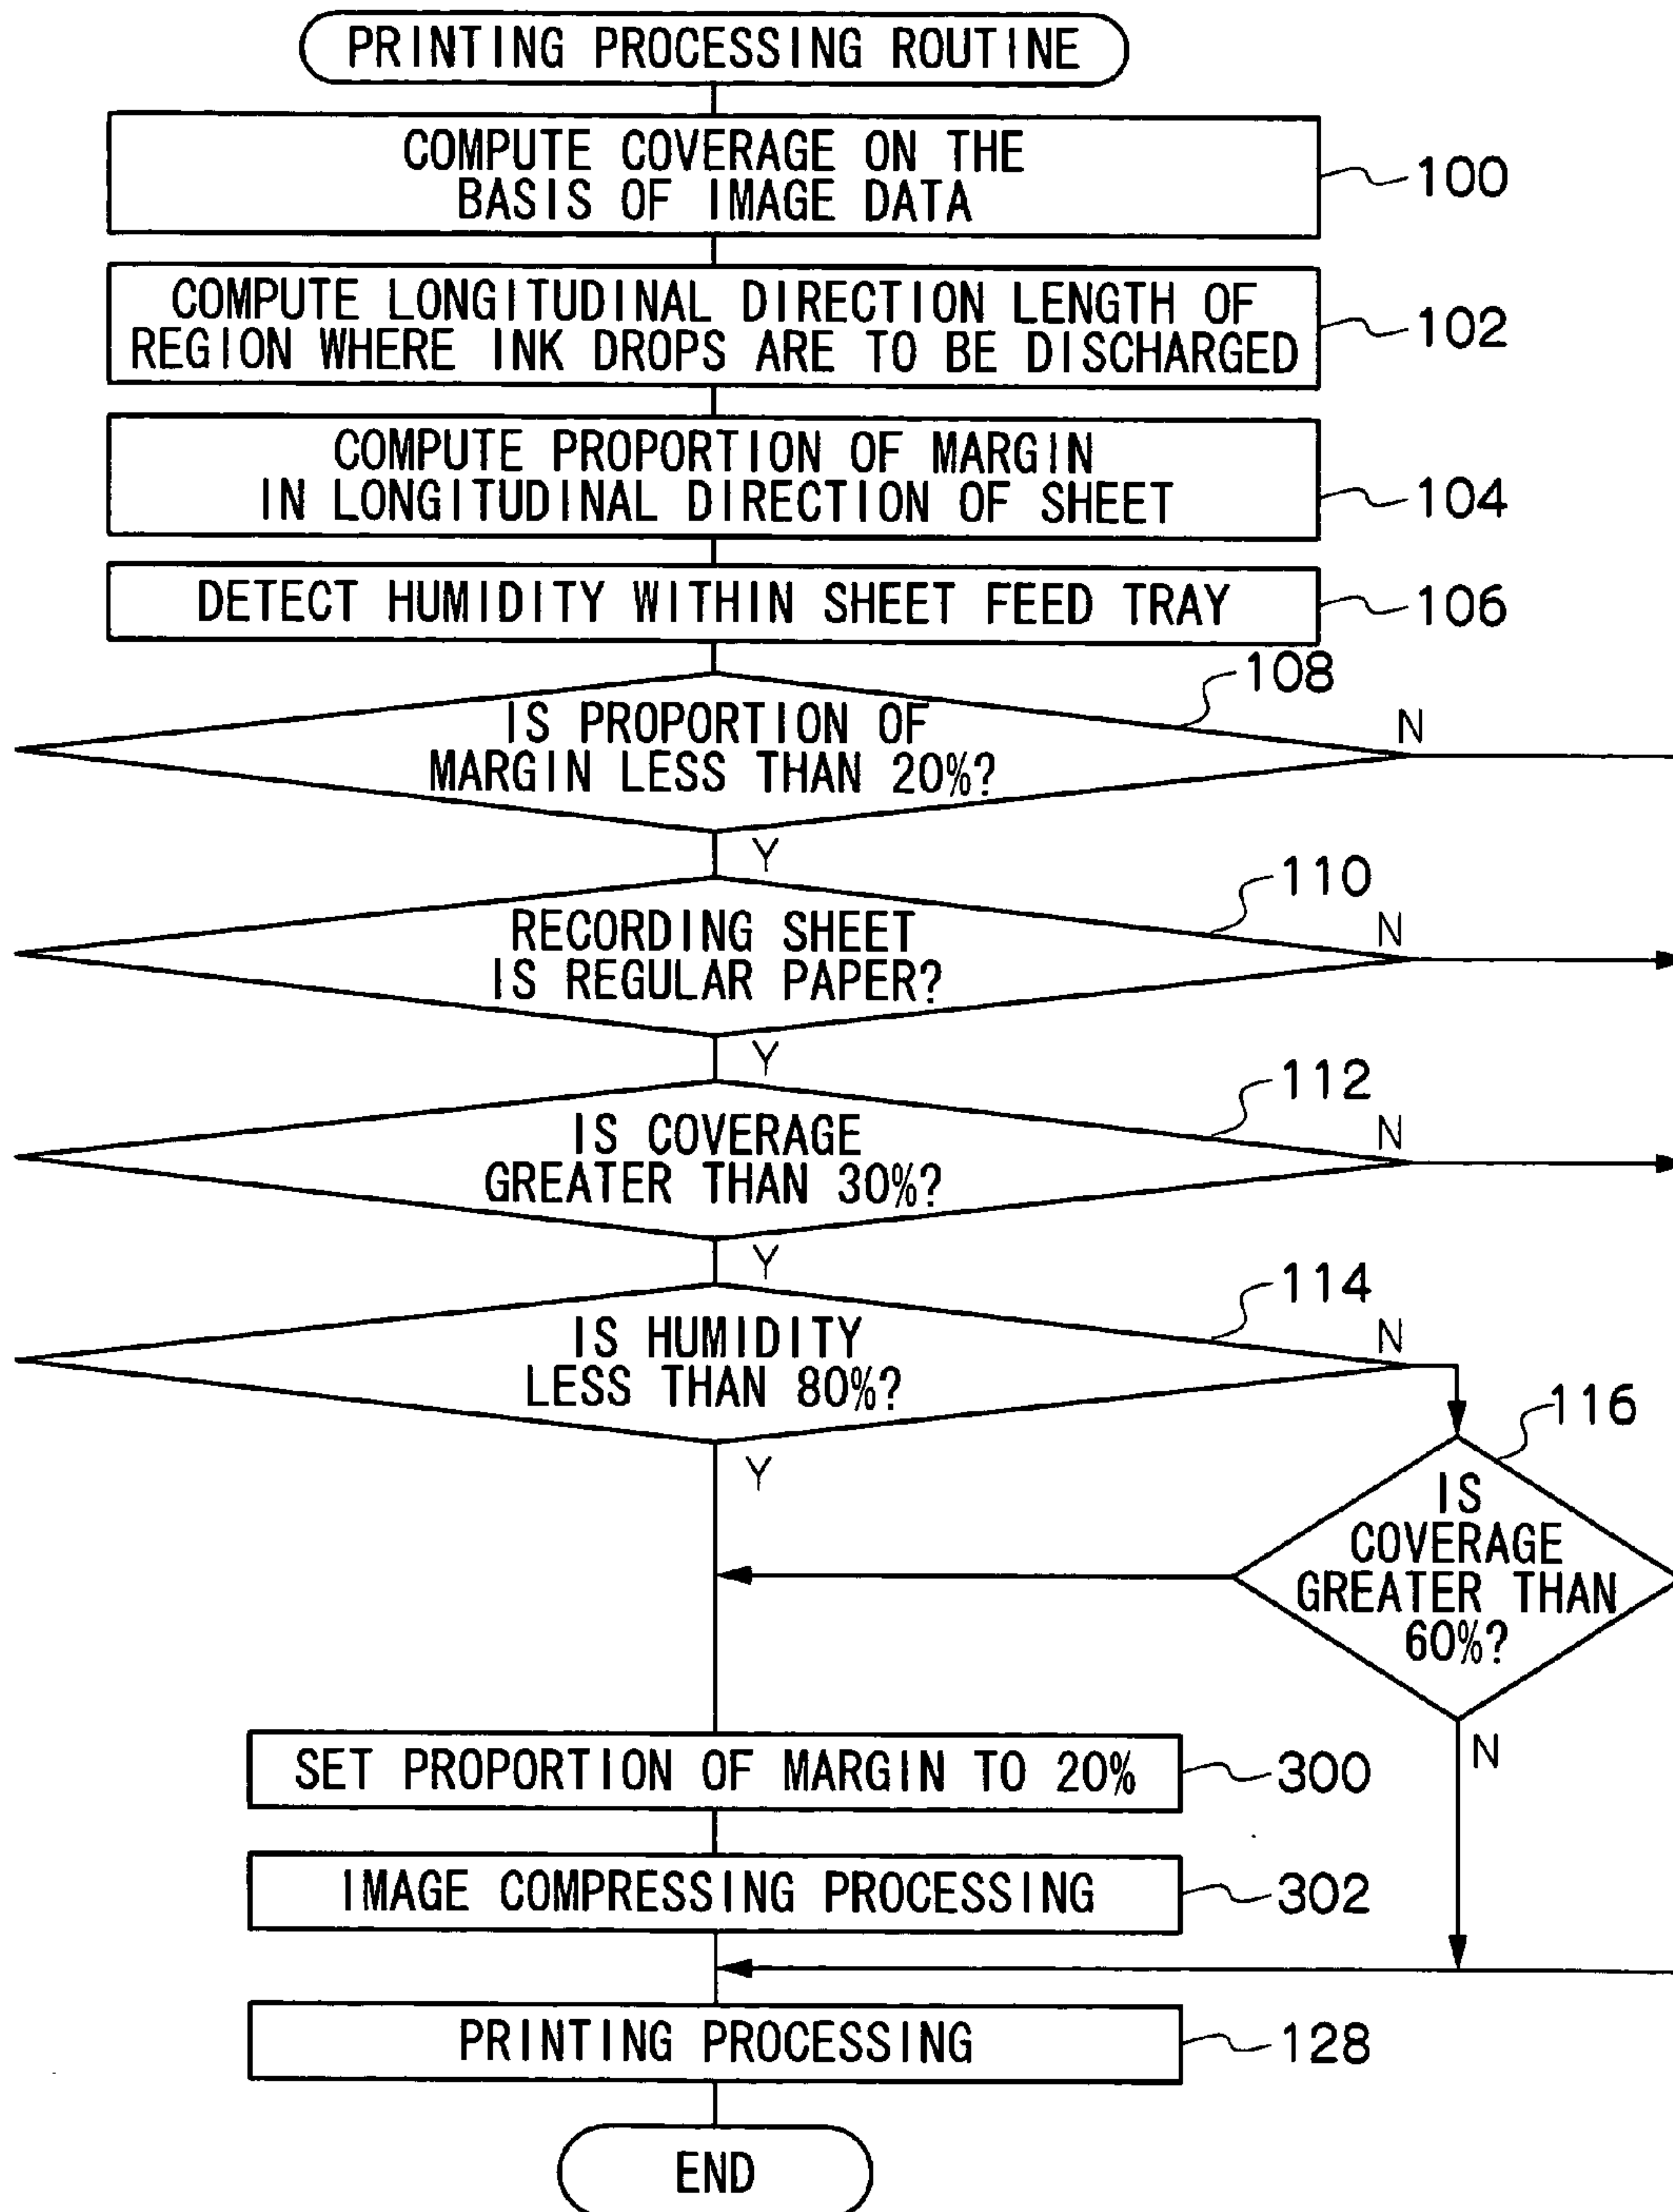 PRINTING PROCESSING ROUTINE
COMPUTE COVERAGE ON THE
BASIS OF IMAGE DATA
100
COMPUTE LONGITUDINAL DIRECTION LENGTH OF
REGION WHERE INK DROPS ARE TO BE DISCHARGED
102
COMPUTE PROPORTION OF MARGIN
IN LONGITUDINAL DIRECTION OF SHEET
104
DETECT HUMIDITY WITHIN SHEET FEED TRAY
106
108
IS PROPORTION OF
MARGIN LESS THAN 20%?
N
Y
110
RECORDING SHEET
IS REGULAR PAPER?
N
Y
112
IS COVERAGE
GREATER THAN 30%?
N
Y
114
IS HUMIDITY
LESS THAN 80%?
N
Y
116
IS
COVERAGE
GREATER THAN
60%?
N
SET PROPORTION OF MARGIN TO 20%
300
IMAGE COMPRESSING PROCESSING
302
PRINTING PROCESSING
128
END